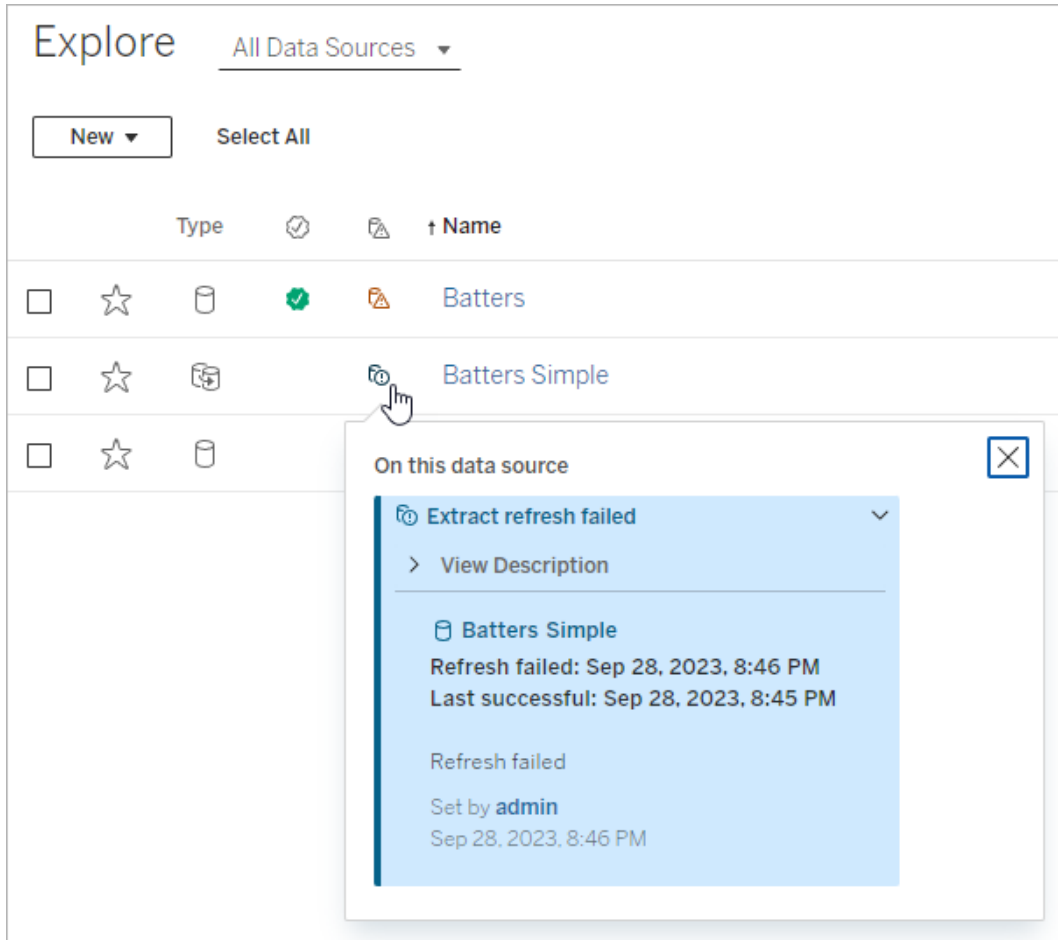 Explore All Data Sources
New Select All
Type Name
Batters
Batters Simple
On this data source
Extract refresh failed
View Description
Batters Simple
Refresh failed: Sep 28, 2023, 8:46 PM
Last successful: Sep 28, 2023, 8:45 PM
Refresh failed
Set by admin
Sep 28, 2023, 8:46 PM